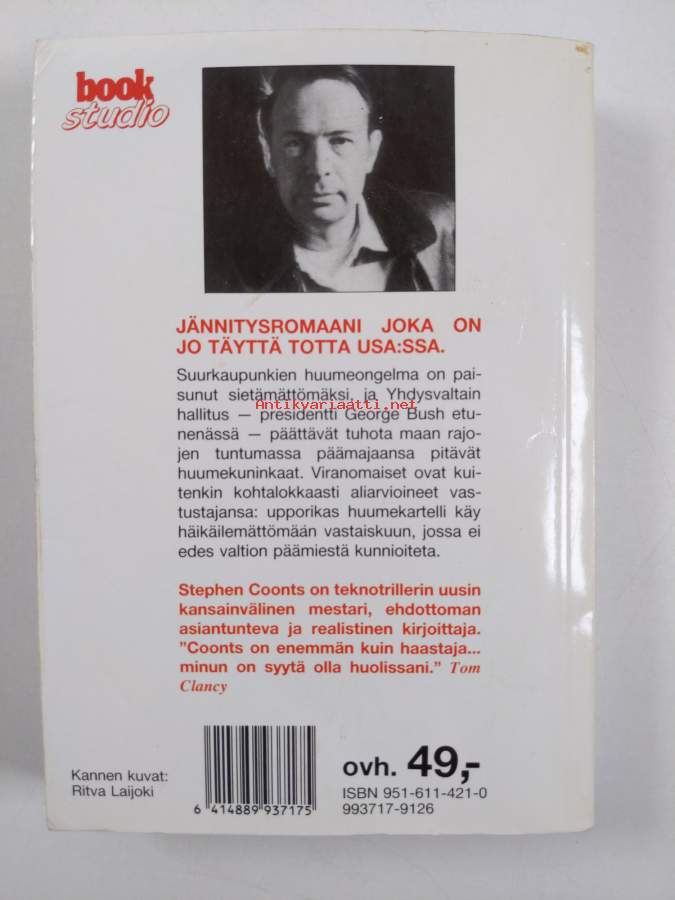 book
studio
JÄNNITYSROMAANI JOKA ON
JO TÄYTTÄ TOTTA USA:SSA.
Suurkaupunkien huumeongelma on pai-
sunut sietämättömäksi, ja Yhdysvaltain
Antikvariaatti.net
hallitus — presidentti George Bush etu-
nenässä — päättävät tuhota maan rajo-
jen tuntumassa päämajaansa pitävät
huumekuninkaat. Viranomaiset ovat kui-
tenkin kohtalokkaasti aliarvioineet vas-
tustajansa: upporikas huumekartelli käy
häikäilemättömään vastaiskuun, jossa ei
edes valtion päämiestä kunnioiteta.
Stephen Coonts on teknotrillerin uusin
kansainvälinen mestari, ehdottoman
asiantunteva ja realistinen kirjoittaja.
”Coonts on enemmän kuin haastaja...
minun on syytä olla huolissani.” Tom
Clancy
Kannen kuvat:
Ritva Laijoki
6 414889 937175
ovh. 49,-
ISBN 951-611-421-0
993717-9126